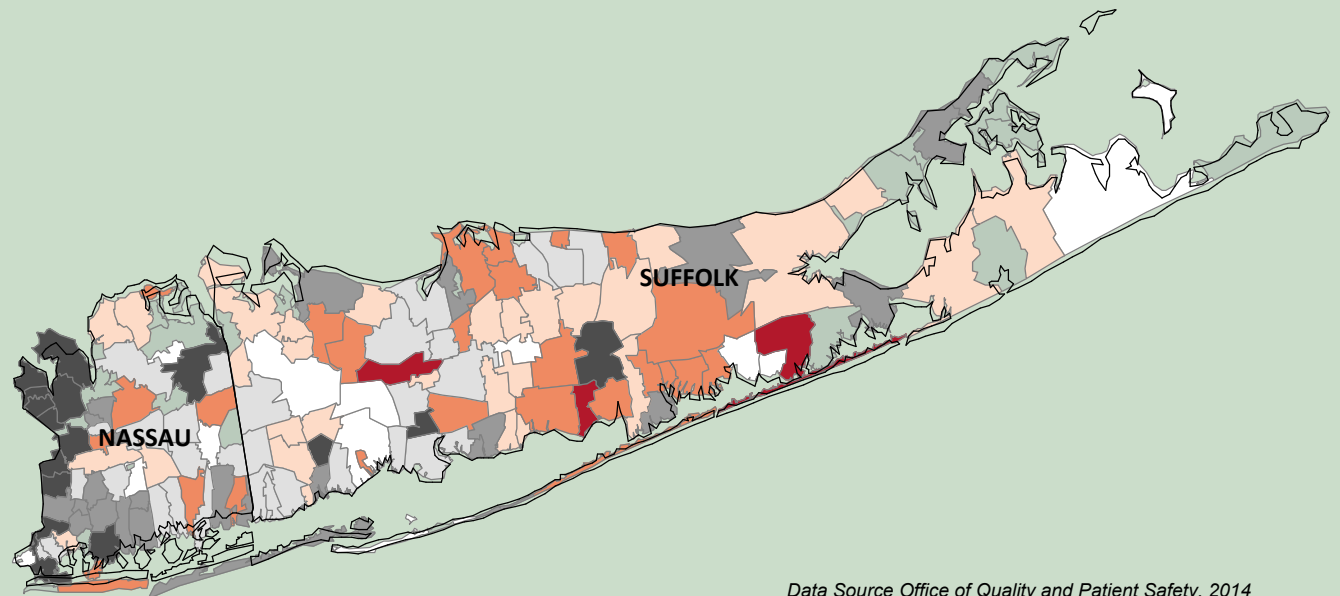 SUFFOLK
NASSAU
Data Source Office of Quality and Patient Safety, 2014